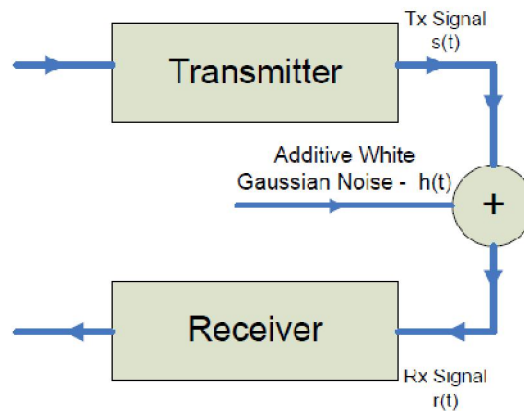 Tx Signal
s(t)
Transmitter
Additive White
Gaussian Noise - h(t)
+
Receiver
Rx Signal
r(t)